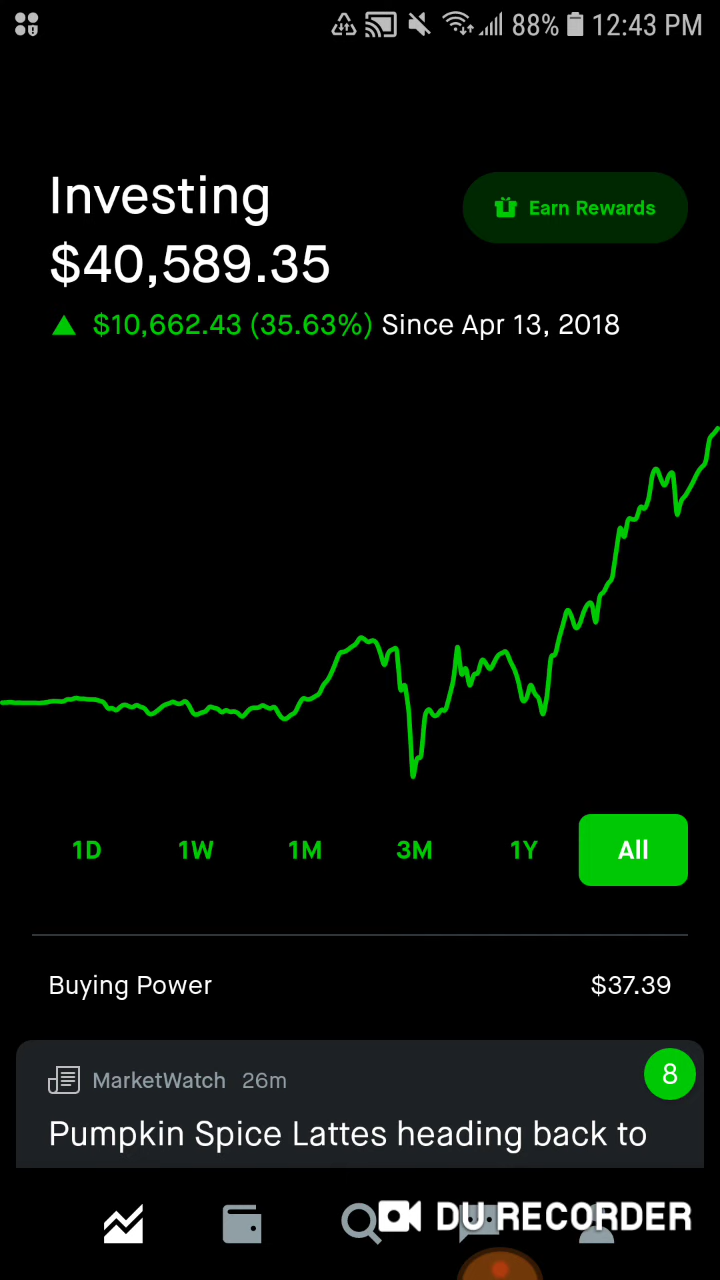 88% 12:43 PM
Investing
$40,589.35
Earn Rewards
$10,662.43 (35.63%) Since Apr 13, 2018
1D 1W 1M 3M 1Y All
Buying Power $37.39
MarketWatch 26m
8
Pumpkin Spice Lattes heading back to
DU RECORDER